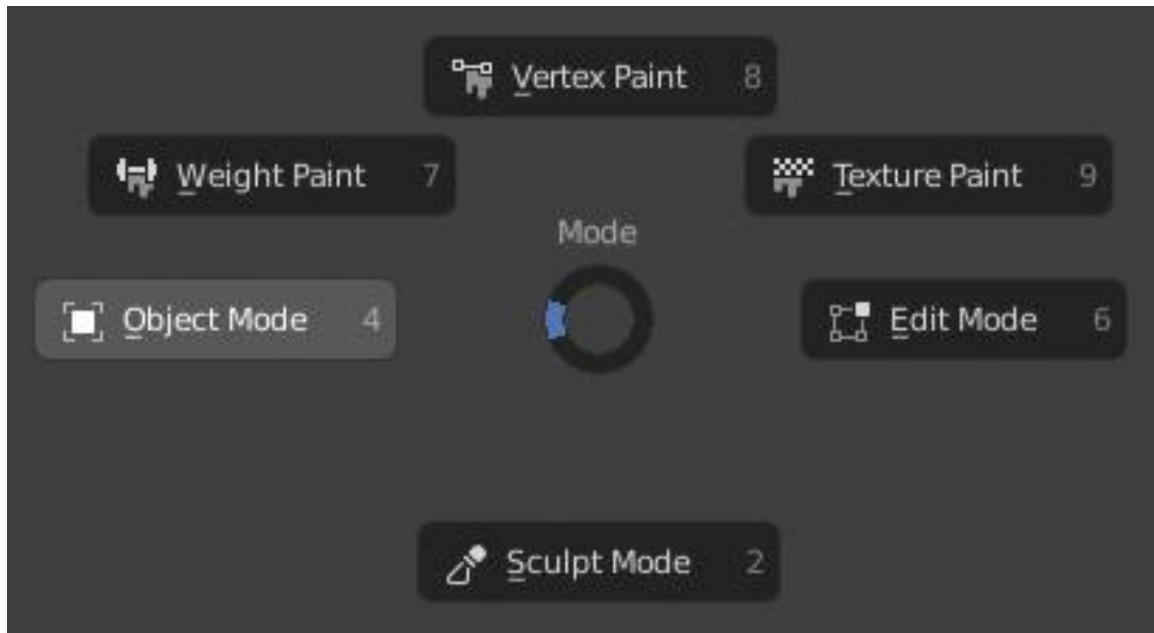 Vertex Paint 8
Weight Paint 7
Texture Paint 9
Mode
Object Mode 4
Edit Mode 6
Sculpt Mode 2